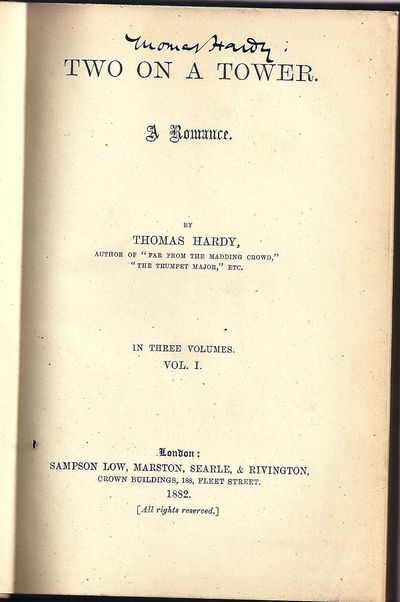 Thomas Hardy:
TWO ON A TOWER.
A Romance.
BY
THOMAS HARDY,
AUTHOR OF "FAR FROM THE MADDING CROWD,"
"THE TRUMPET MAJOR," ETC.
IN THREE VOLUMES.
VOL. I.
London:
SAMPSON LOW, MARSTON, SEARLE, & RIVINGTON,
CROWN BUILDINGS, 188, FLEET STREET.
1882.
[All rights reserved.]